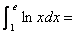 ∫₁ᵉ ln xdx =